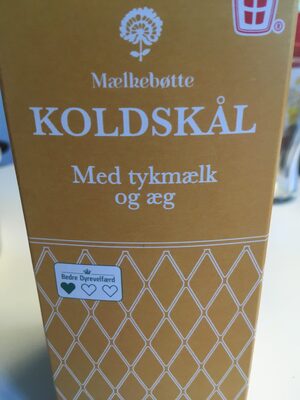 Mælkebøtte
KOLDSKÅL
Med tykmælk
og æg
Bedre Dyrevelfærd